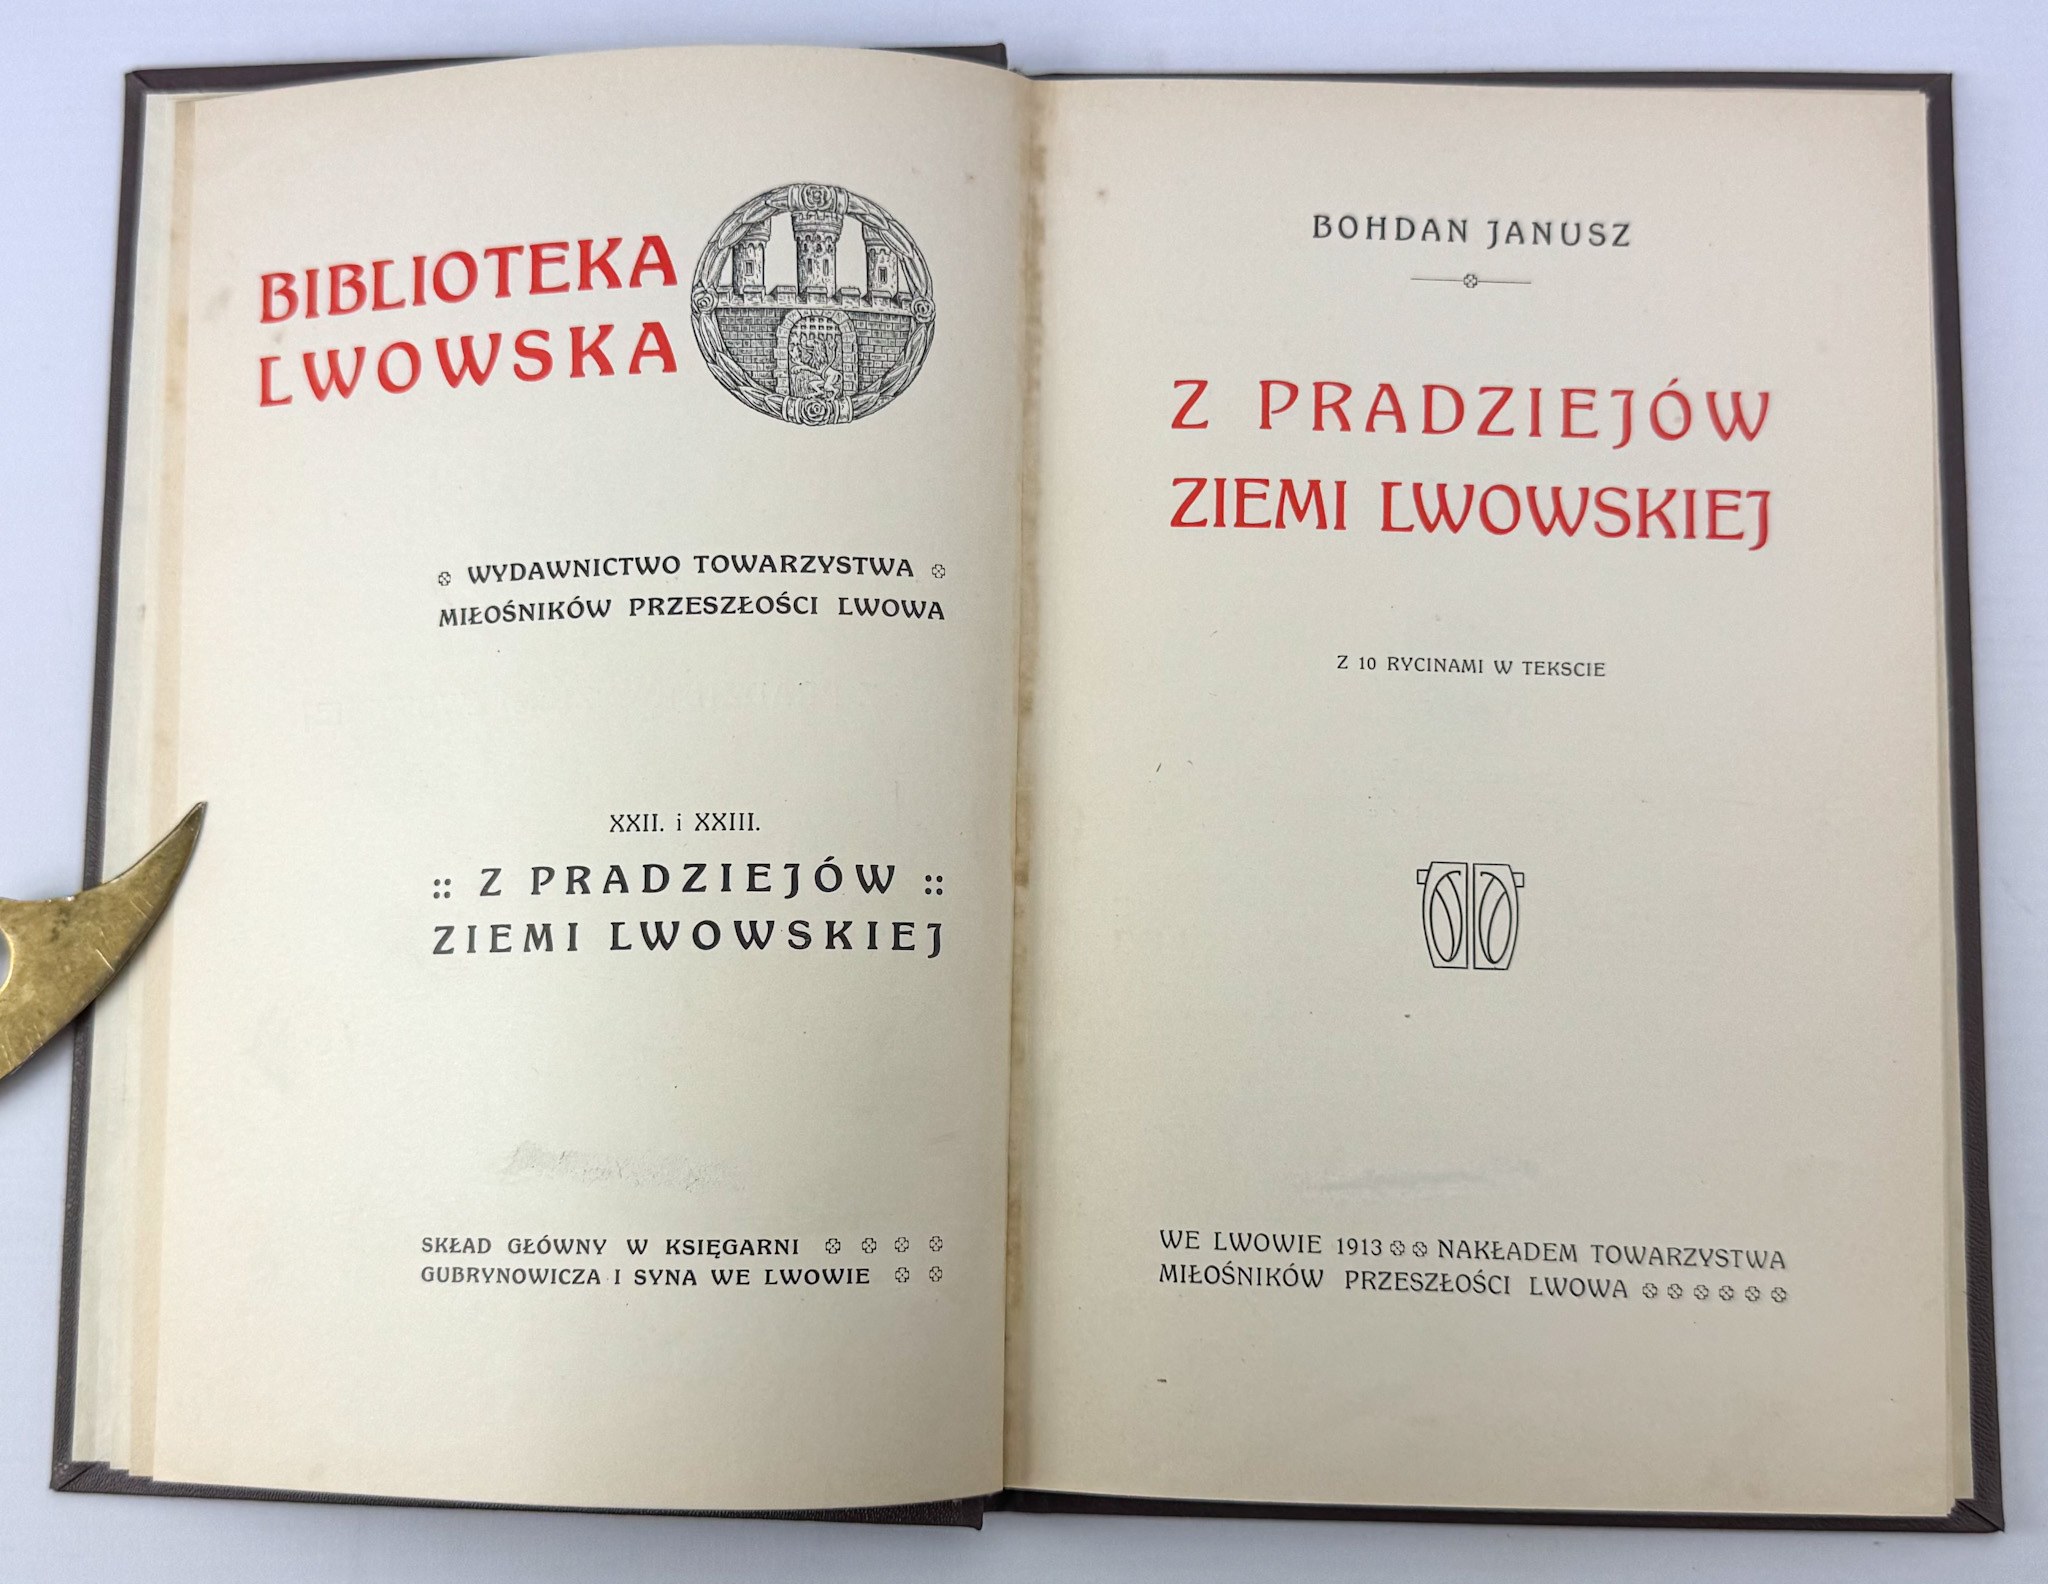 BIBLIOTEKA
LWOWSKA
WYDAWNICTWO TOWARZYSTWA
MIŁOŚNIKÓW PRZESZŁOŚCI LWOWA
XXII. i XXIII.
:: Z PRADZIEJÓW ::
ZIEMI LWOWSKIEJ
SKŁAD GŁÓWNY W KSIĘGARNI
GUBRYNOWICZA I SYNA WE LWOWIE
BOHDAN JANUSZ
Z PRADZIEJÓW
ZIEMI LWOWSKIEJ
Z 10 RYCINAMI W TEKSCIE
WE LWOWIE 1913 NAKŁADEM TOWARZYSTWA
MIŁOŚNIKÓW PRZESZŁOŚCI LWOWA